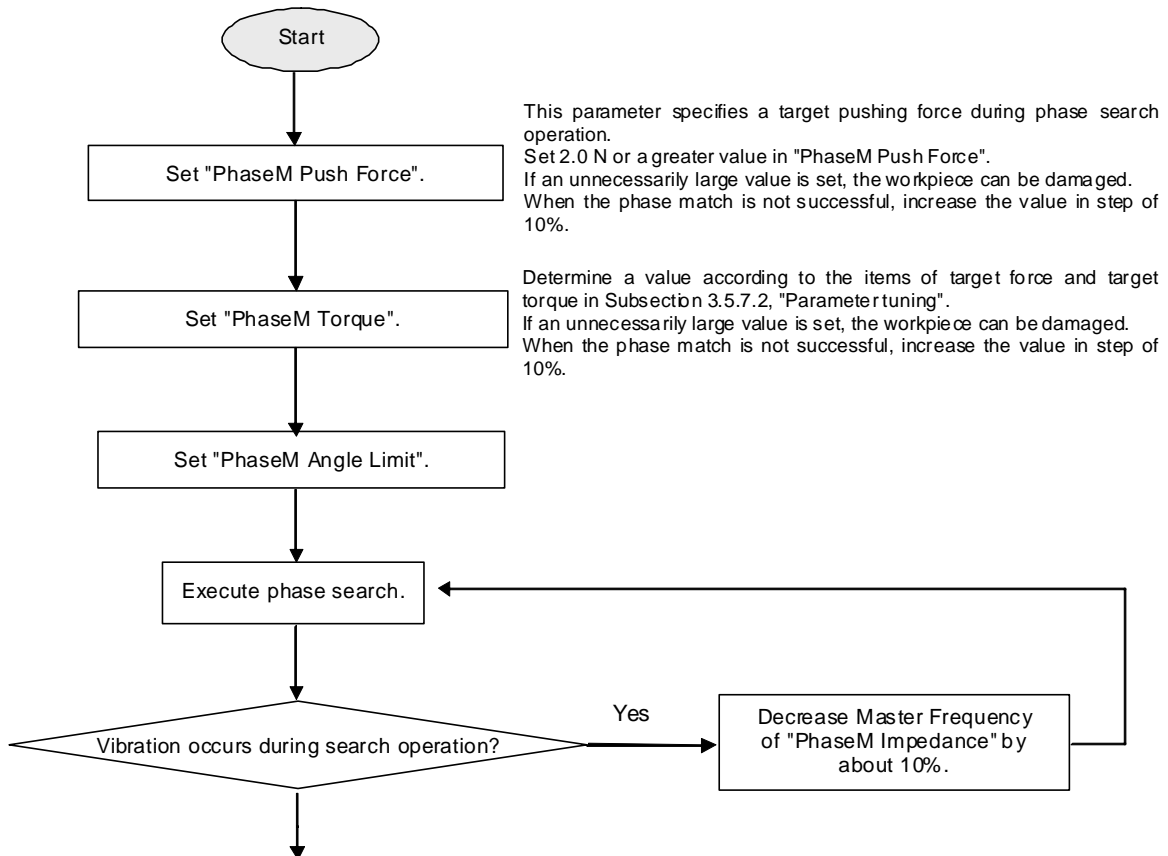 Start
This parameter specifies a target pushing force during phase search
operation.
Set 2.0 N or a greater value in "PhaseM Push Force".
If an unnecessarily large value is set, the workpiece can be damaged.
When the phase match is not successful, increase the value in step of
10%.
Set "PhaseM Push Force".
Determine a value according to the items of target force and target
torque in Subsection 3.5.7.2, "Parameter tuning".
If an unnecessarily large value is set, the workpiece can be damaged.
When the phase match is not successful, increase the value in step of
10%.
Set "PhaseM Torque".
Set "PhaseM Angle Limit".
Execute phase search.
Vibration occurs during search operation?
Yes
Decrease Master Frequency
of "PhaseM Impedance" by
about 10%.